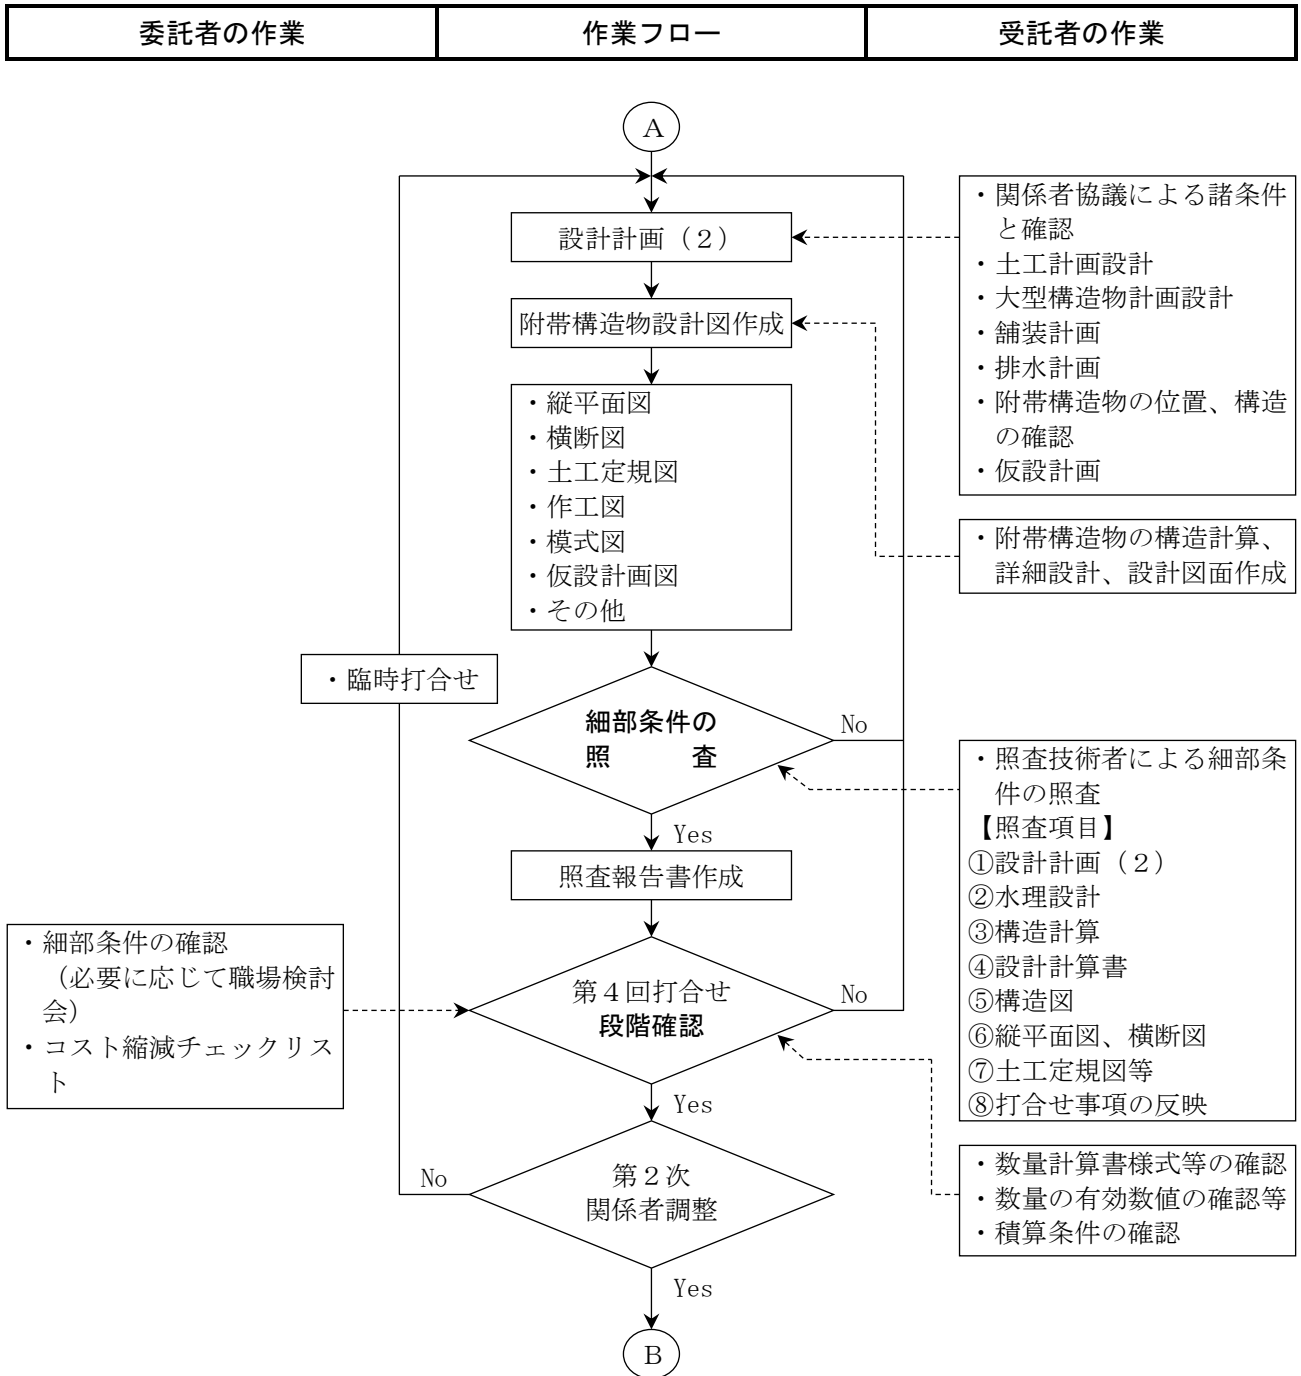 委託者の作業
作業フロー
受託者の作業
A
設計計画（２）
附帯構造物設計図作成
・縦平面図
・横断図
・土工定規図
・作工図
・模式図
・仮設計画図
・その他
・臨時打合せ
細部条件の
照　　　査
No
Yes
照査報告書作成
・細部条件の確認
（必要に応じて職場検討
会）
・コスト縮減チェックリス
ト
第４回打合せ
段階確認
No
Yes
第２次
関係者調整
No
Yes
B
・関係者協議による諸条件
と確認
・土工計画設計
・大型構造物計画設計
・舗装計画
・排水計画
・附帯構造物の位置、構造
の確認
・仮設計画
・附帯構造物の構造計算、
詳細設計、設計図面作成
・照査技術者による細部条
件の照査
【照査項目】
①設計計画（２）
②水理設計
③構造計算
④設計計算書
⑤構造図
⑥縦平面図、横断図
⑦土工定規図等
⑧打合せ事項の反映
・数量計算書様式等の確認
・数量の有効数値の確認等
・積算条件の確認